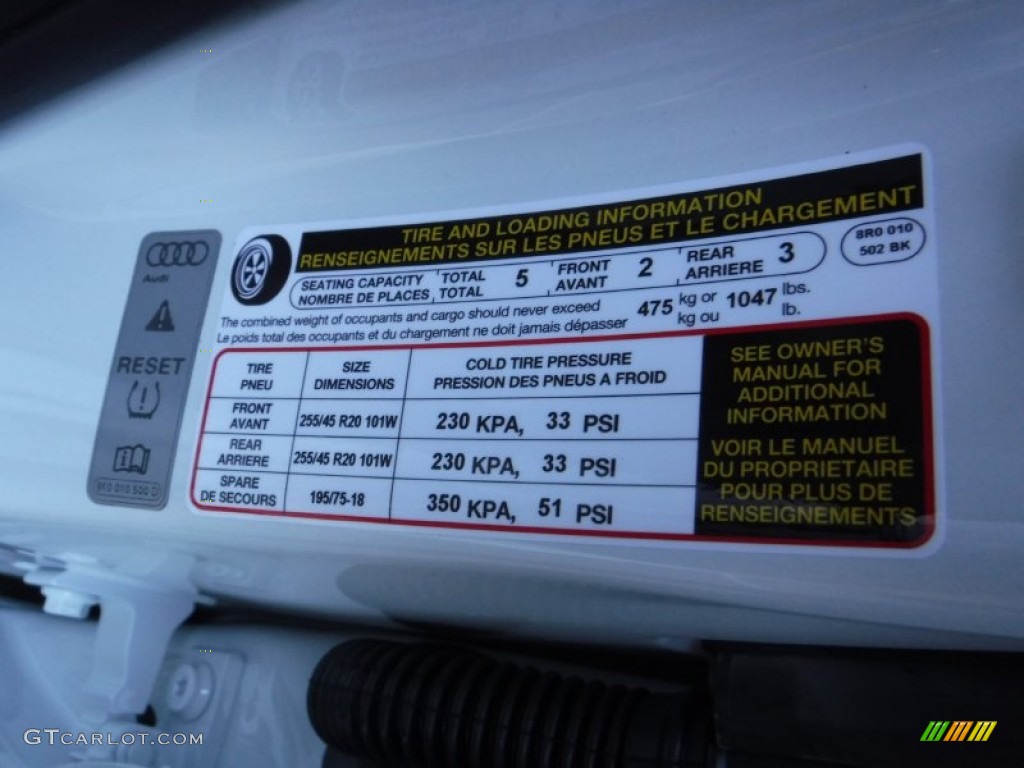 TIRE AND LOADING INFORMATION
RENSEIGNEMENTS SUR LES PNEUS ET LE CHARGEMENT
SEATING CAPACITY TOTAL 5 FRONT 2 REAR 3
NOMBRE DE PLACES TOTAL AVANT ARRIERE
8R0 010
502 BK
The combined weight of occupants and cargo should never exceed 475 kg or 1047 lbs.
Le poids total des occupants et du chargement ne doit jamais dépasser kg ou lb.
TIRE SIZE COLD TIRE PRESSURE
PNEU DIMENSIONS PRESSION DES PNEUS A FROID
FRONT
AVANT 255/45 R20 101W 230 KPA, 33 PSI
REAR
ARRIERE 255/45 R20 101W 230 KPA, 33 PSI
SPARE
DE SECOURS 195/75-18 350 KPA, 51 PSI
SEE OWNER'S
MANUAL FOR
ADDITIONAL
INFORMATION
VOIR LE MANUEL
DU PROPRIETAIRE
POUR PLUS DE
RENSEIGNEMENTS
Audi
RESET
8K0 010 500 D
GTCARLOT.COM